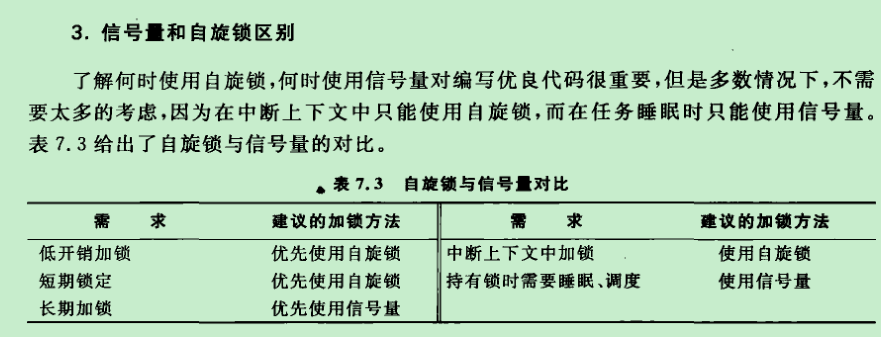 3. 信号量和自旋锁区别
了解何时使用自旋锁,何时使用信号量对编写优良代码很重要,但是多数情况下,不需
要太多的考虑,因为在中断上下文中只能使用自旋锁,而在任务睡眠时只能使用信号量。
表 7.3 给出了自旋锁与信号量的对比。
表 7.3 自旋锁与信号量对比
需 求 建议的加锁方法 需 求 建议的加锁方法
低开销加锁 优先使用自旋锁 中断上下文中加锁 使用自旋锁
短期锁定 优先使用自旋锁 持有锁时需要睡眠、调度 使用信号量
长期加锁 优先使用信号量